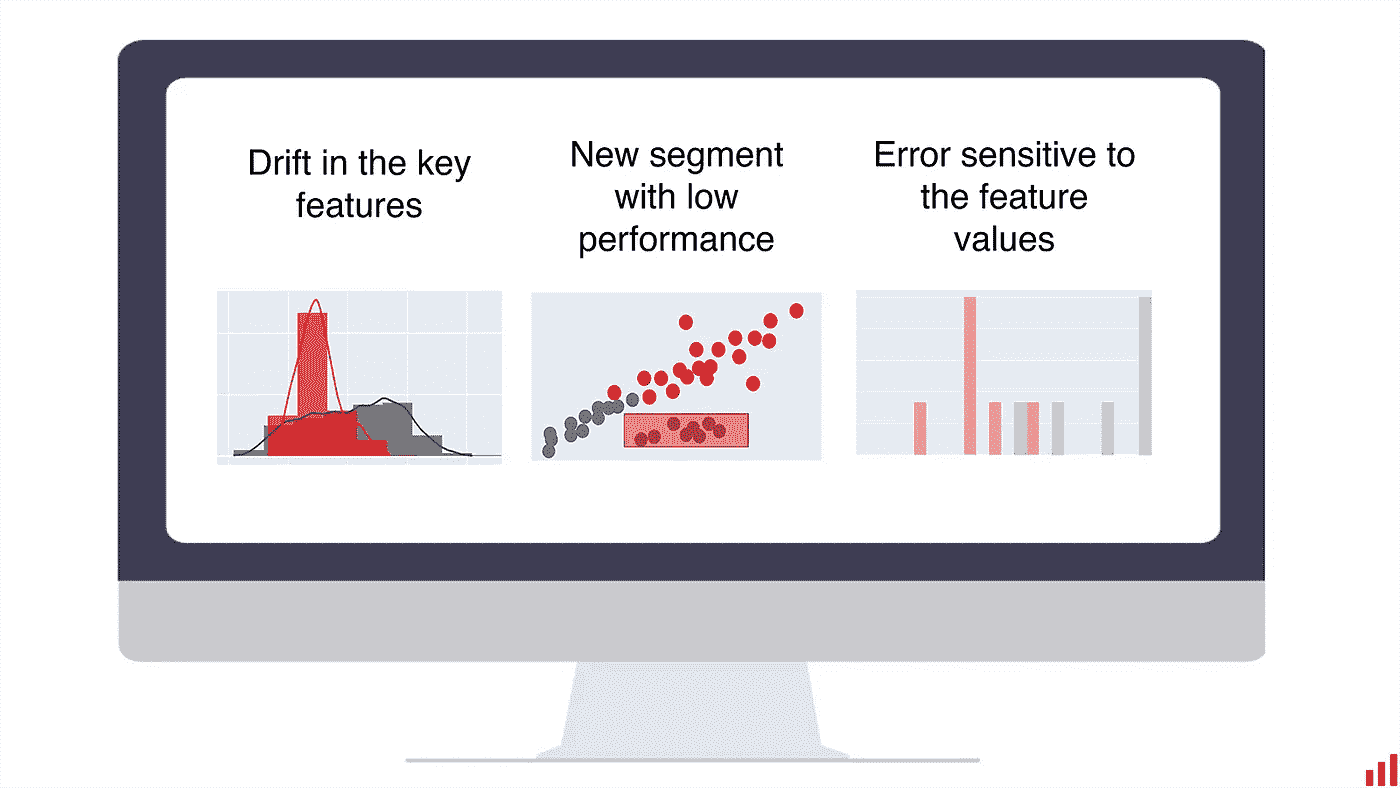 Drift in the key
features
New segment
with low
performance
Error sensitive to
the feature
values